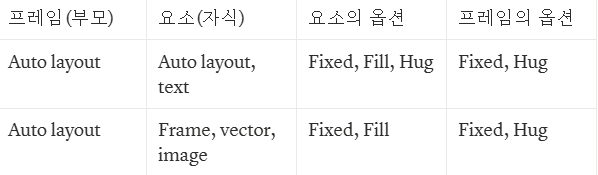 프레임(부모) 요소(자식) 요소의 옵션 프레임의 옵션
Auto layout Auto layout, Fixed, Fill, Hug Fixed, Hug
text
Auto layout Frame, vector, Fixed, Fill Fixed, Hug
image